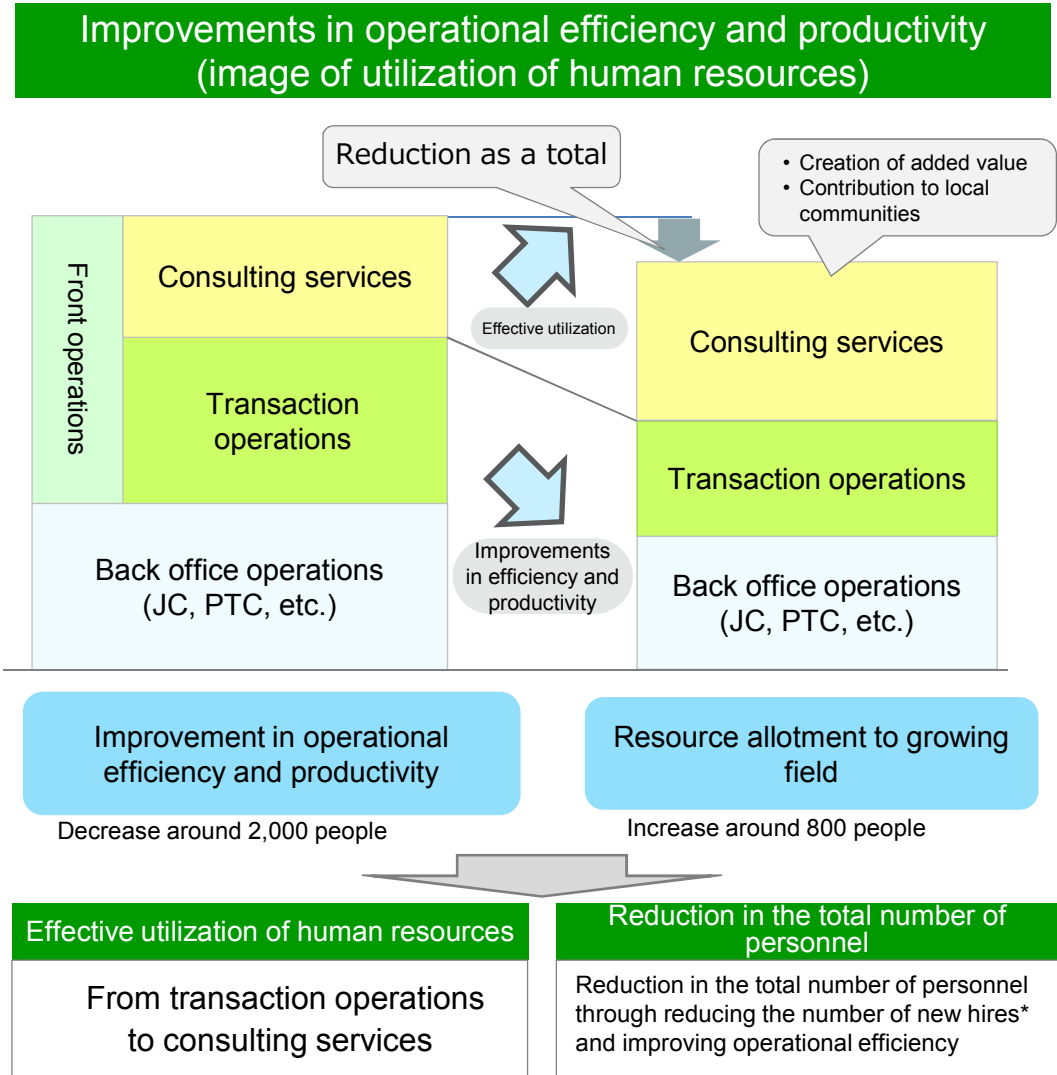 Improvements in operational efficiency and productivity
(image of utilization of human resources)
Reduction as a total
• Creation of added value
• Contribution to local
communities
Front operations
Consulting services
Transaction
operations
Back office operations
(JC, PTC, etc.)
Effective utilization
Improvements
in efficiency and
productivity
Consulting services
Transaction operations
Back office operations
(JC, PTC, etc.)
Improvement in operational
efficiency and productivity
Decrease around 2,000 people
Resource allotment to growing
field
Increase around 800 people
Effective utilization of human resources
From transaction operations
to consulting services
Reduction in the total number of
personnel
Reduction in the total number of personnel
through reducing the number of new hires*
and improving operational efficiency